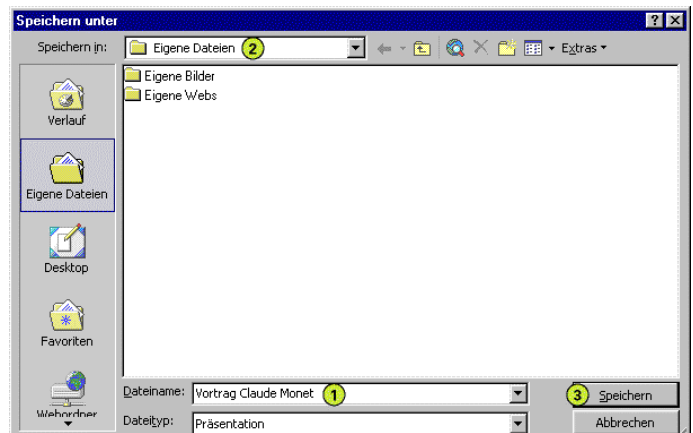 Speichern unter
Speichern in: Eigene Dateien 2 Extras
Eigene Bilder
Eigene Webs
Verlauf
Eigene Dateien
Desktop
Favoriten
Webordner
Dateiname: Vortrag Claude Monet 1 3 Speichern
Dateityp: Präsentation Abbrechen